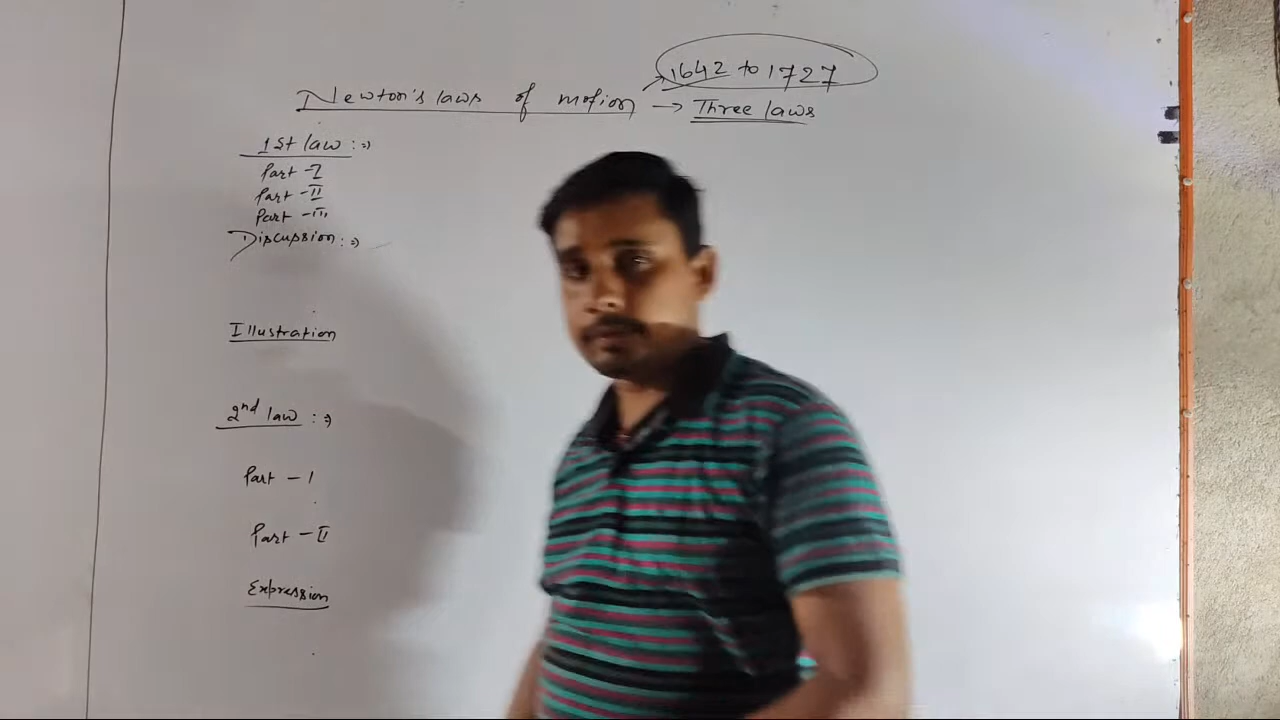 1642 to 1727
Newton's laws of motion → Three laws
1st law :⇒
Part - I
Part - II
Part - III
Discussion :⇒
Illustration
2nd law :⇒
Part - 1
Part - II
Expression